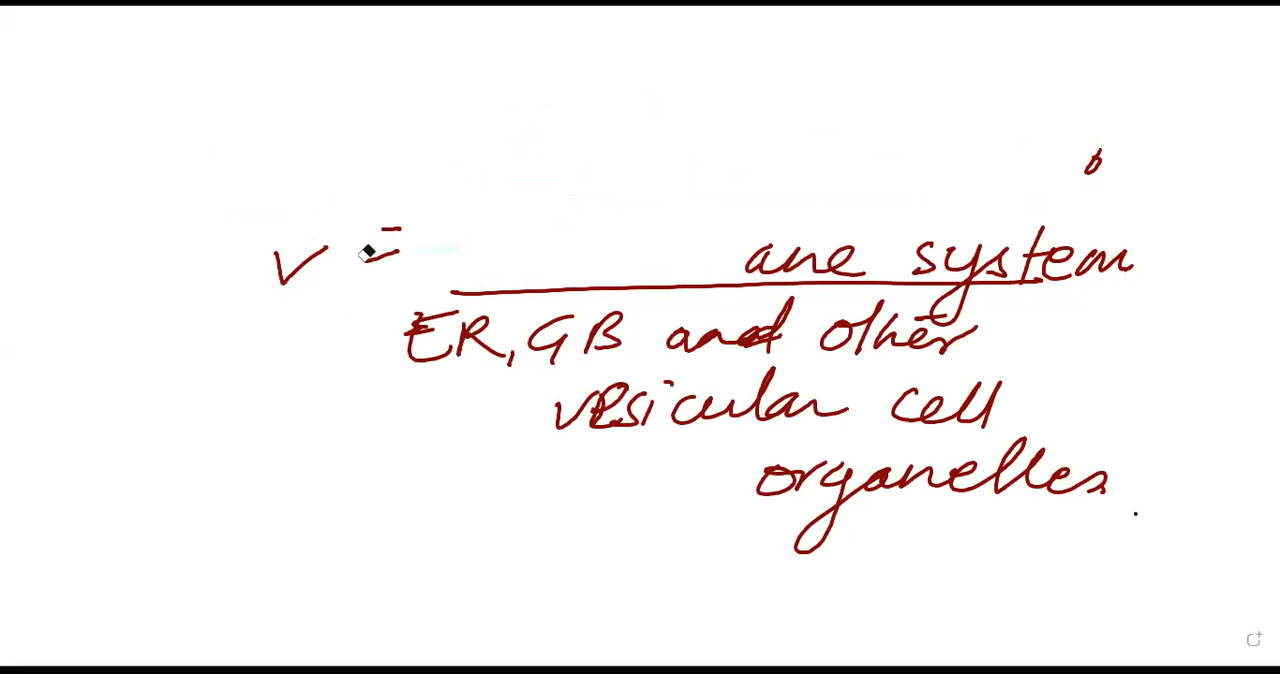 ane system
ER, GB and other
vesicular cell
organelles